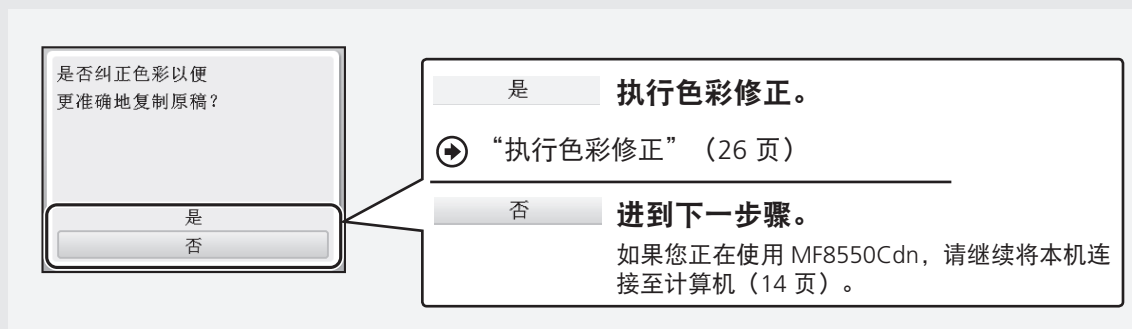 是否纠正色彩以便
更准确地复制原稿？
是
否
是 执行色彩修正。
“执行色彩修正”（26 页）
否 进到下一步骤。
如果您正在使用 MF8550Cdn，请继续将本机连
接至计算机（14 页）。